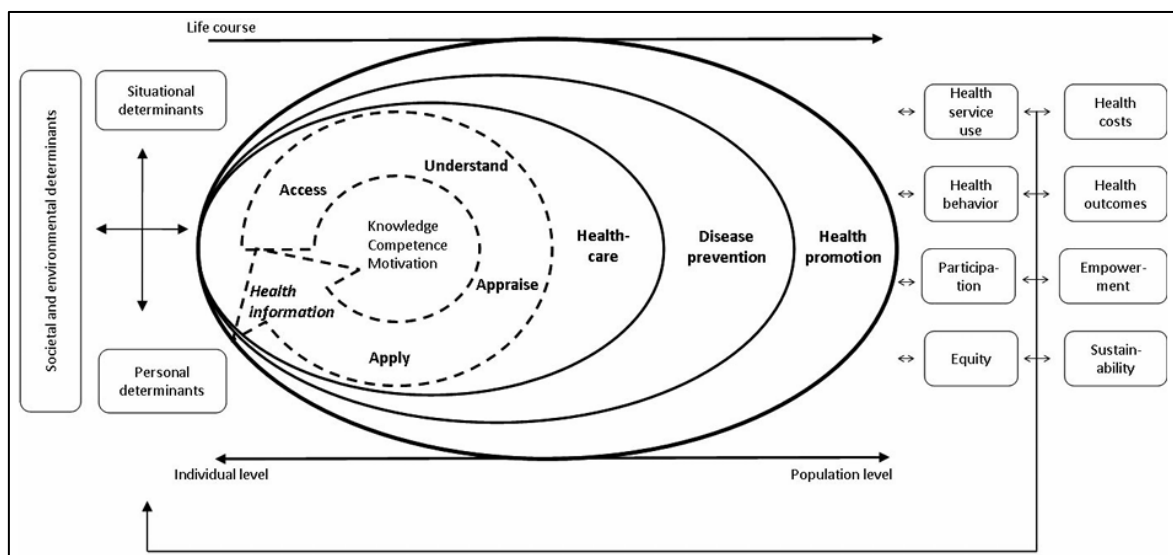 Life course
Societal and environmental determinants
Situational
determinants
Personal
determinants
Access
Understand
Knowledge
Competence
Motivation
Health
information
Appraise
Apply
Health-
care
Disease
prevention
Health
promotion
Health
service
use
Health
costs
Health
behavior
Health
outcomes
Participa-
tion
Empower-
ment
Equity
Sustain-
ability
Individual level
Population level